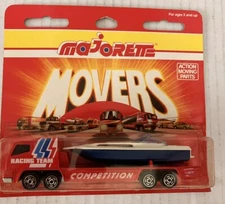 For ages 3 and up
majorette
ACTION
MOVING
PARTS
MOVERS
4
RACING TEAM
COMPETITION